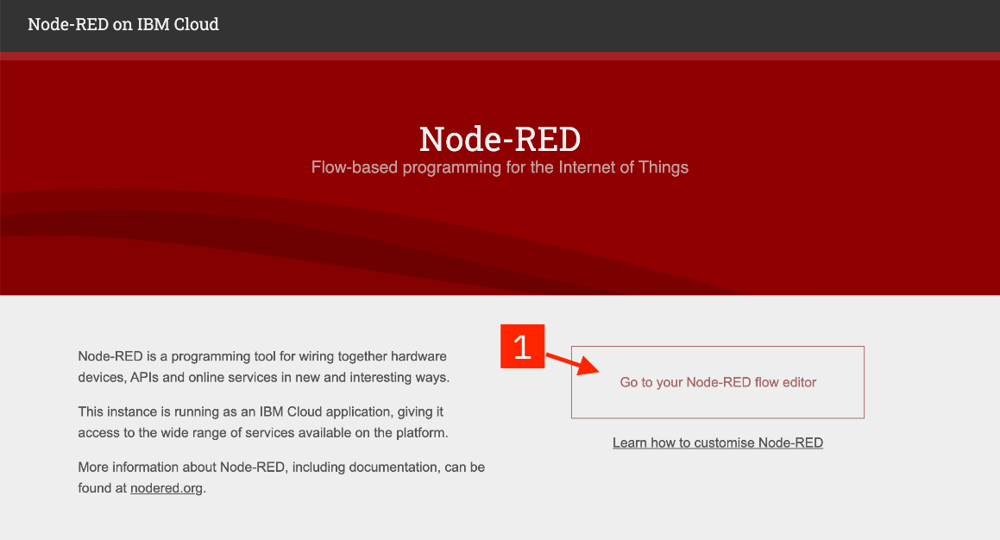 Node-RED on IBM Cloud
Node-RED
Flow-based programming for the Internet of Things
Node-RED is a programming tool for wiring together hardware
devices, APIs and online services in new and interesting ways.
This instance is running as an IBM Cloud application, giving it
access to the wide range of services available on the platform.
More information about Node-RED, including documentation, can be
found at nodered.org.
1
Go to your Node-RED flow editor
Learn how to customise Node-RED